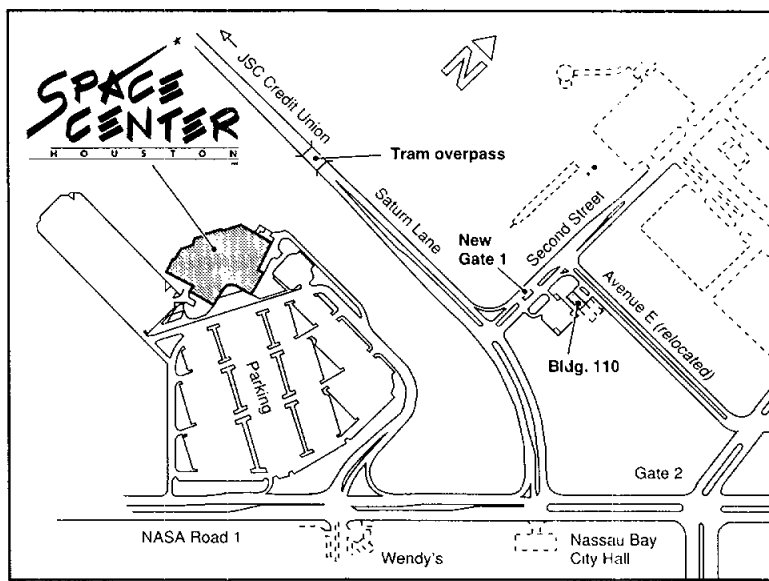 SPACE
CENTER
HOUSTON
N
JSC Credit Union
Tram overpass
Saturn Lane
New
Gate 1
Second Street
Avenue E (relocated)
Bldg. 110
Parking
Gate 2
NASA Road 1
Wendy's
Nassau Bay
City Hall